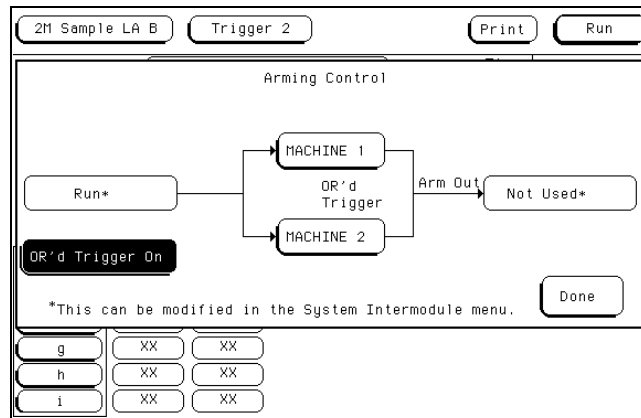 2M Sample LA B Trigger 2 Print Run
Arming Control
MACHINE 1
Run* OR'd Trigger Arm Out Not Used*
MACHINE 2
OR'd Trigger On
Done
*This can be modified in the System Intermodule menu.
g XX XX
h XX XX
i XX XX